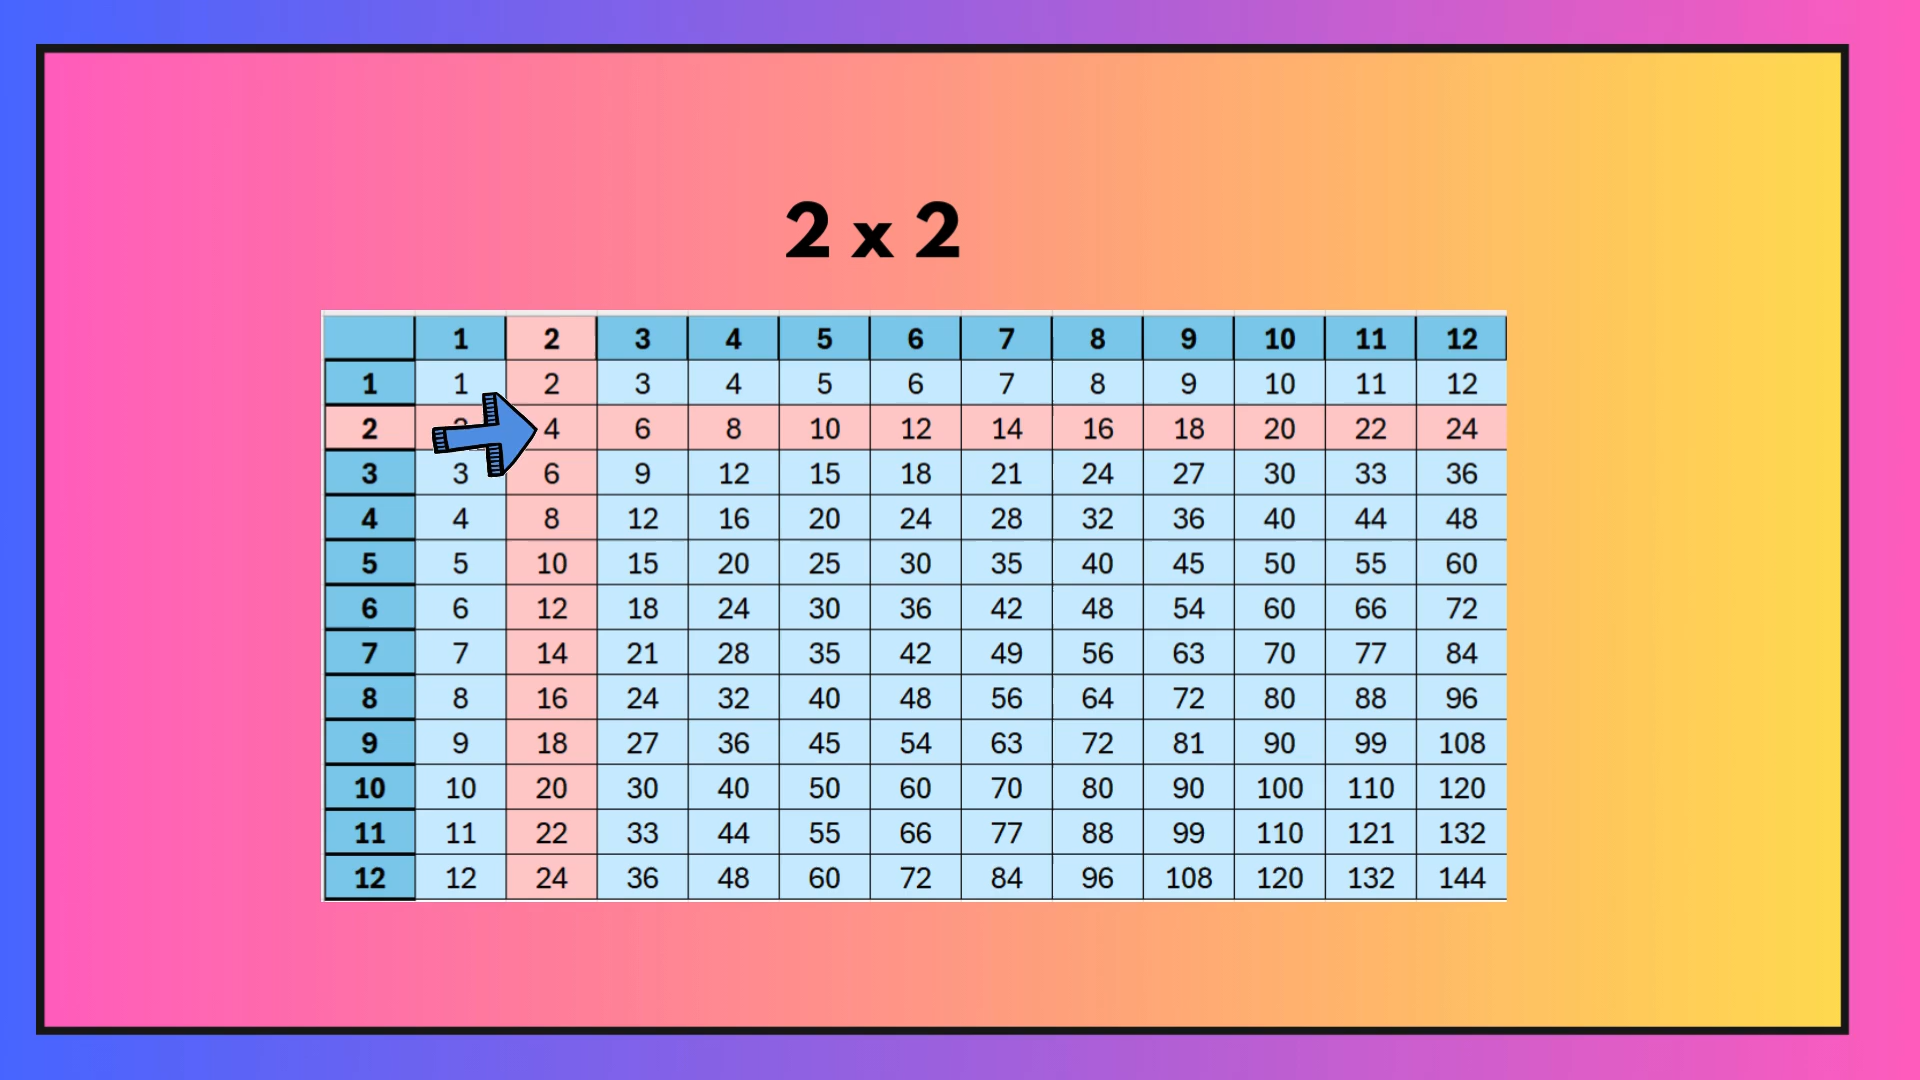 2 x 2
1 2 3 4 5 6 7 8 9 10 11 12
1 1 2 3 4 5 6 7 8 9 10 11 12
2 4 6 8 10 12 14 16 18 20 22 24
3 3 6 9 12 15 18 21 24 27 30 33 36
4 4 8 12 16 20 24 28 32 36 40 44 48
5 5 10 15 20 25 30 35 40 45 50 55 60
6 6 12 18 24 30 36 42 48 54 60 66 72
7 7 14 21 28 35 42 49 56 63 70 77 84
8 8 16 24 32 40 48 56 64 72 80 88 96
9 9 18 27 36 45 54 63 72 81 90 99 108
10 10 20 30 40 50 60 70 80 90 100 110 120
11 11 22 33 44 55 66 77 88 99 110 121 132
12 12 24 36 48 60 72 84 96 108 120 132 144